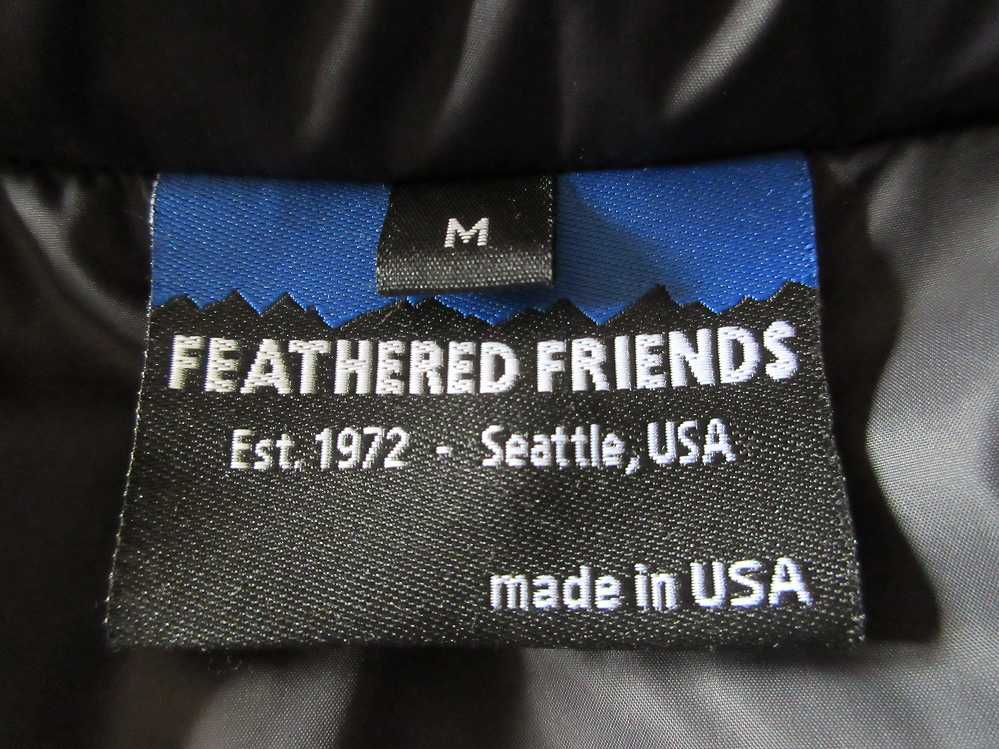 M
FEATHERED FRIENDS
Est. 1972 - Seattle, USA
made in USA